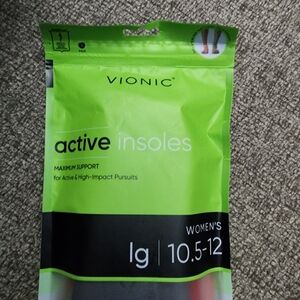 VIONIC
active insoles
MAXIMUM SUPPORT
For Active & High-Impact Pursuits
WOMEN'S
lg | 10.5-12